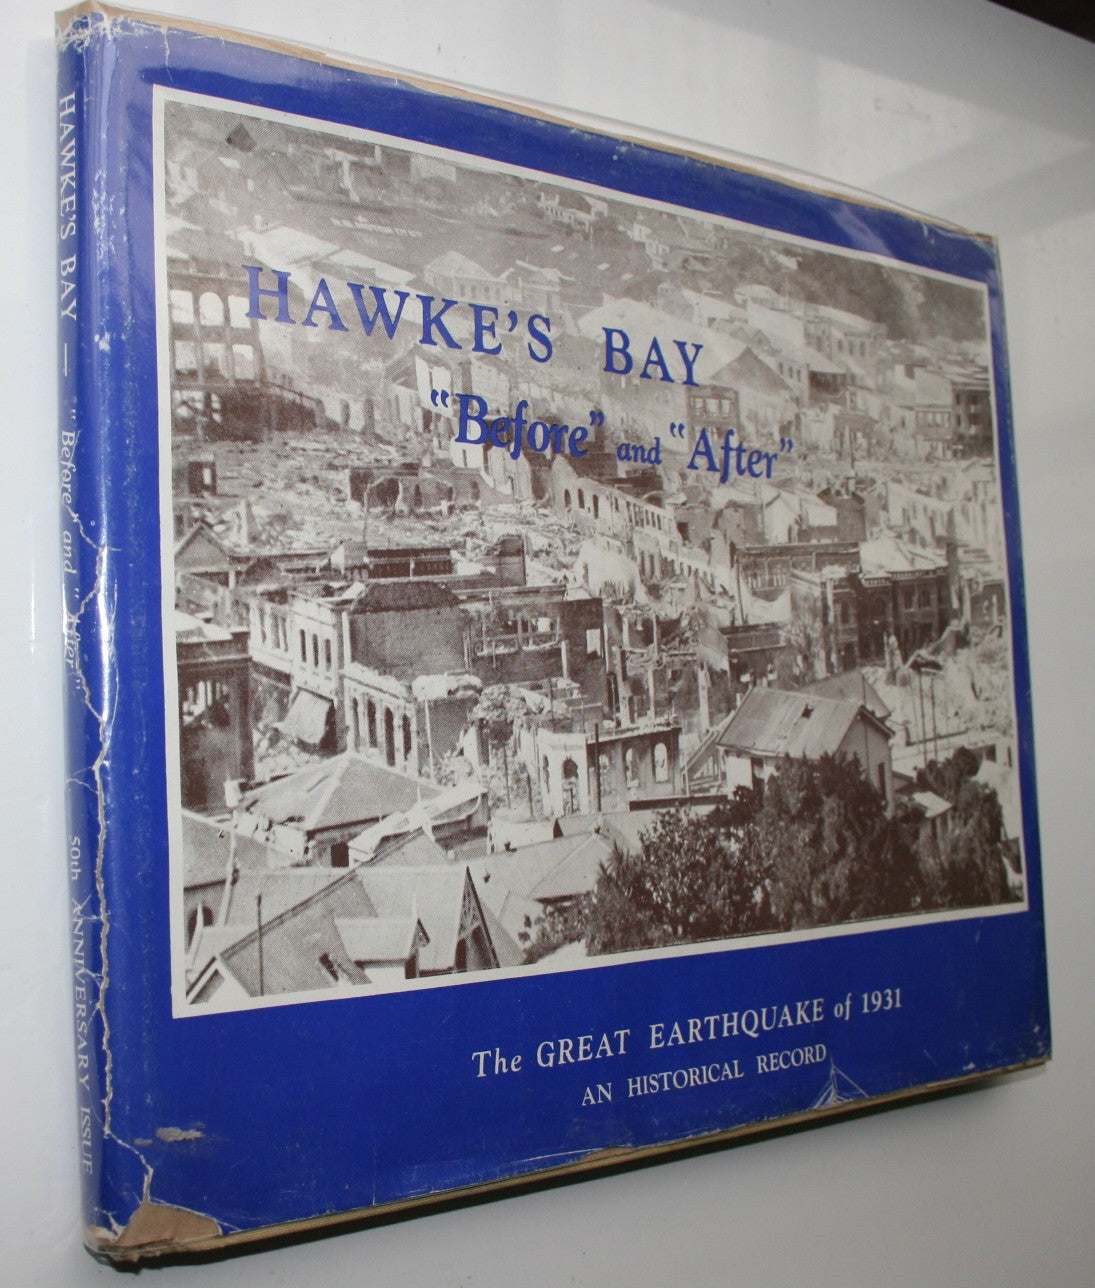 HAWKE'S BAY — "Before" and "After" 50th ANNIVERSARY ISSUE
HAWKE'S BAY
"Before" and "After"
The GREAT EARTHQUAKE of 1931
AN HISTORICAL RECORD